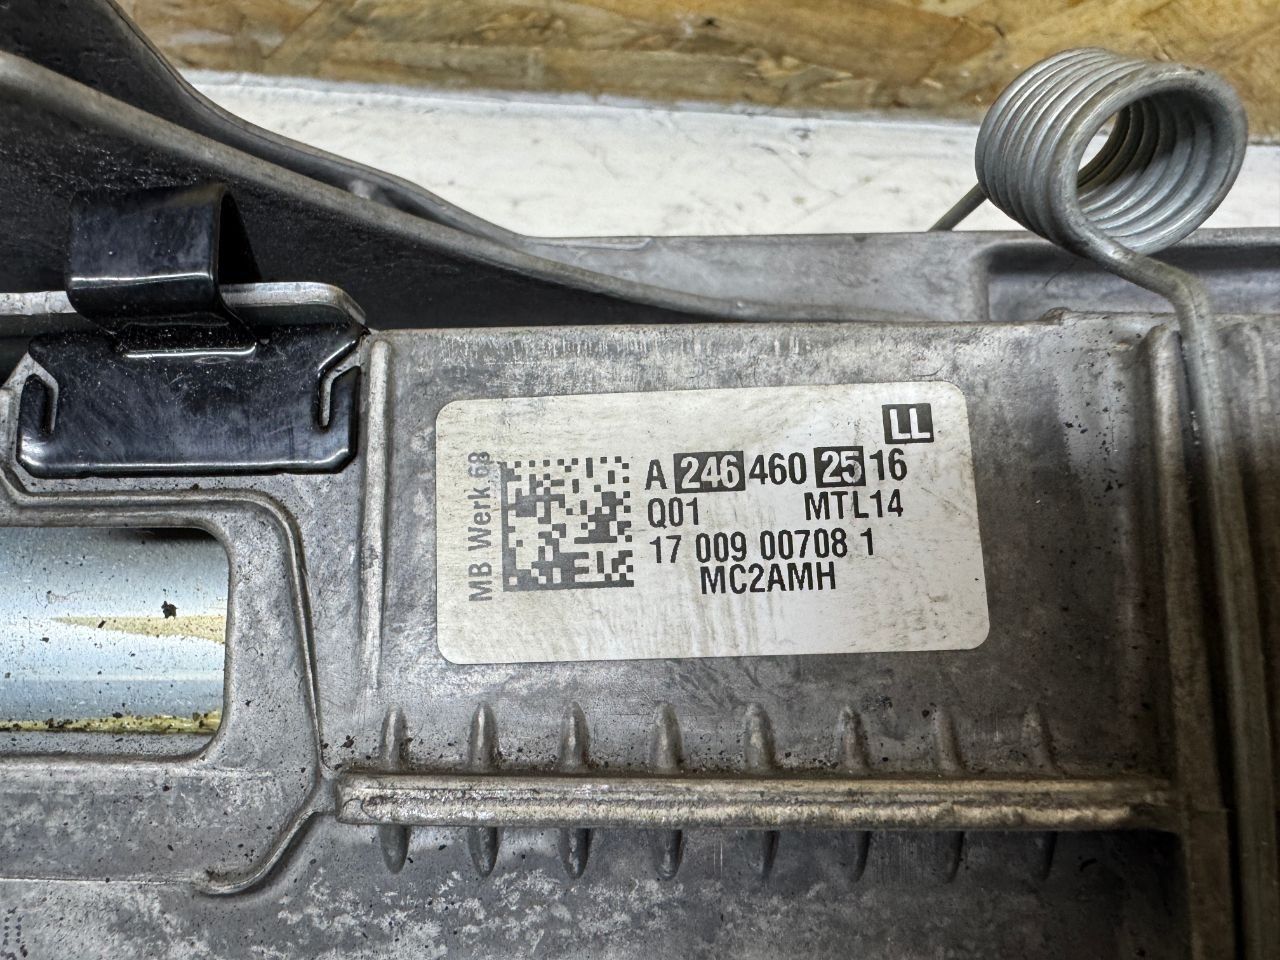 LL
MB Werk 68
A 246 460 25 16
Q01 MTL14
17 009 00708 1
MC2AMH